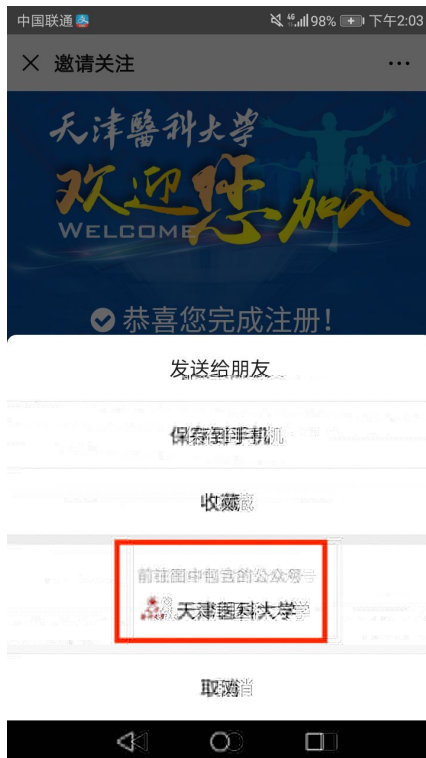 中国联通 46 98% 下午2:03
邀请关注
天津醫科大学
欢迎您加入
WELCOME
恭喜您完成注册!
发送给朋友
保存到手机
收藏
前往图中包含的公众号
天津医科大学
取消